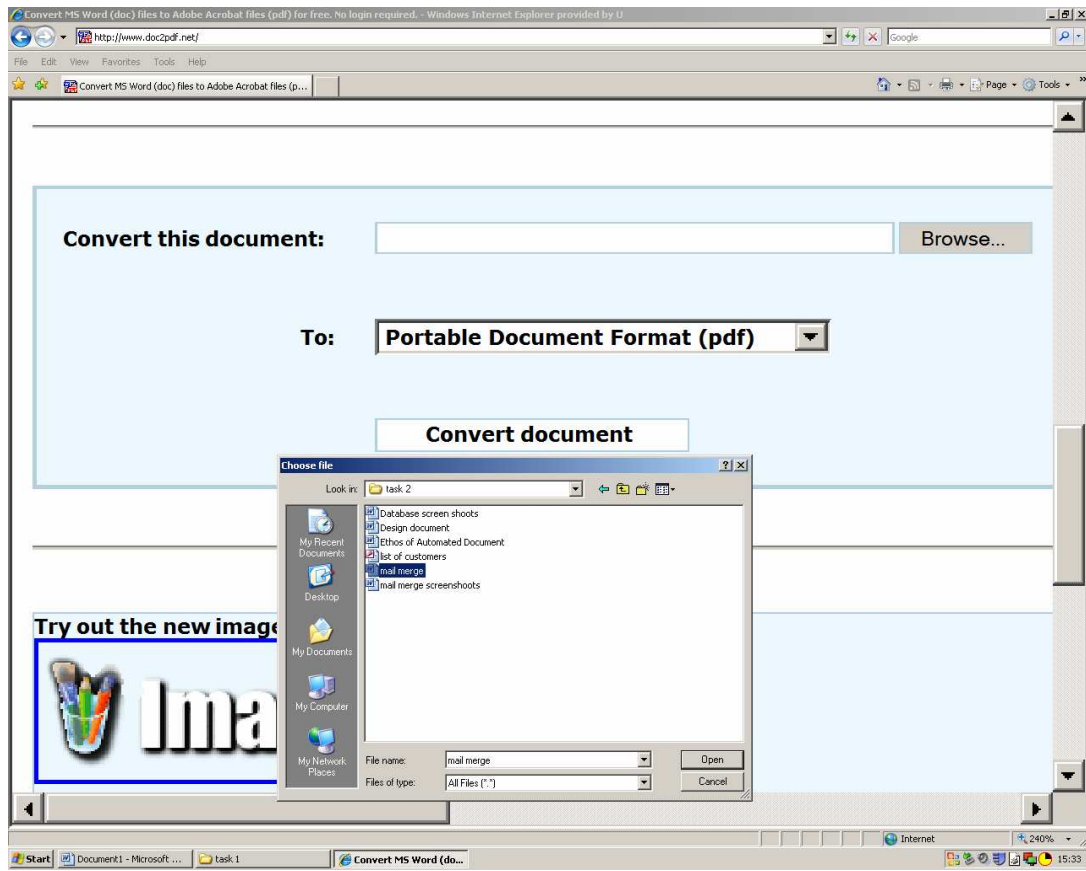 Convert MS Word (doc) files to Adobe Acrobat files (pdf) for free. No login required. - Windows Internet Explorer provided by U
http://www.doc2pdf.net/
Google
File Edit View Favorites Tools Help
Convert MS Word (doc) files to Adobe Acrobat files (p...
Page Tools »
Convert this document:
Browse...
To:
Portable Document Format (pdf)
Convert document
Choose file
Look in:
task 2
My Recent Documents
Desktop
My Documents
My Computer
My Network Places
Database screen shoots
Design document
Ethos of Automated Document
list of customers
mail merge
mail merge screenshoots
File name:
mail merge
Open
Files of type:
All Files (*.*)
Cancel
Try out the new image
Ima
Internet
240%
Start
Document1 - Microsoft ...
task 1
Convert MS Word (do...
15:33